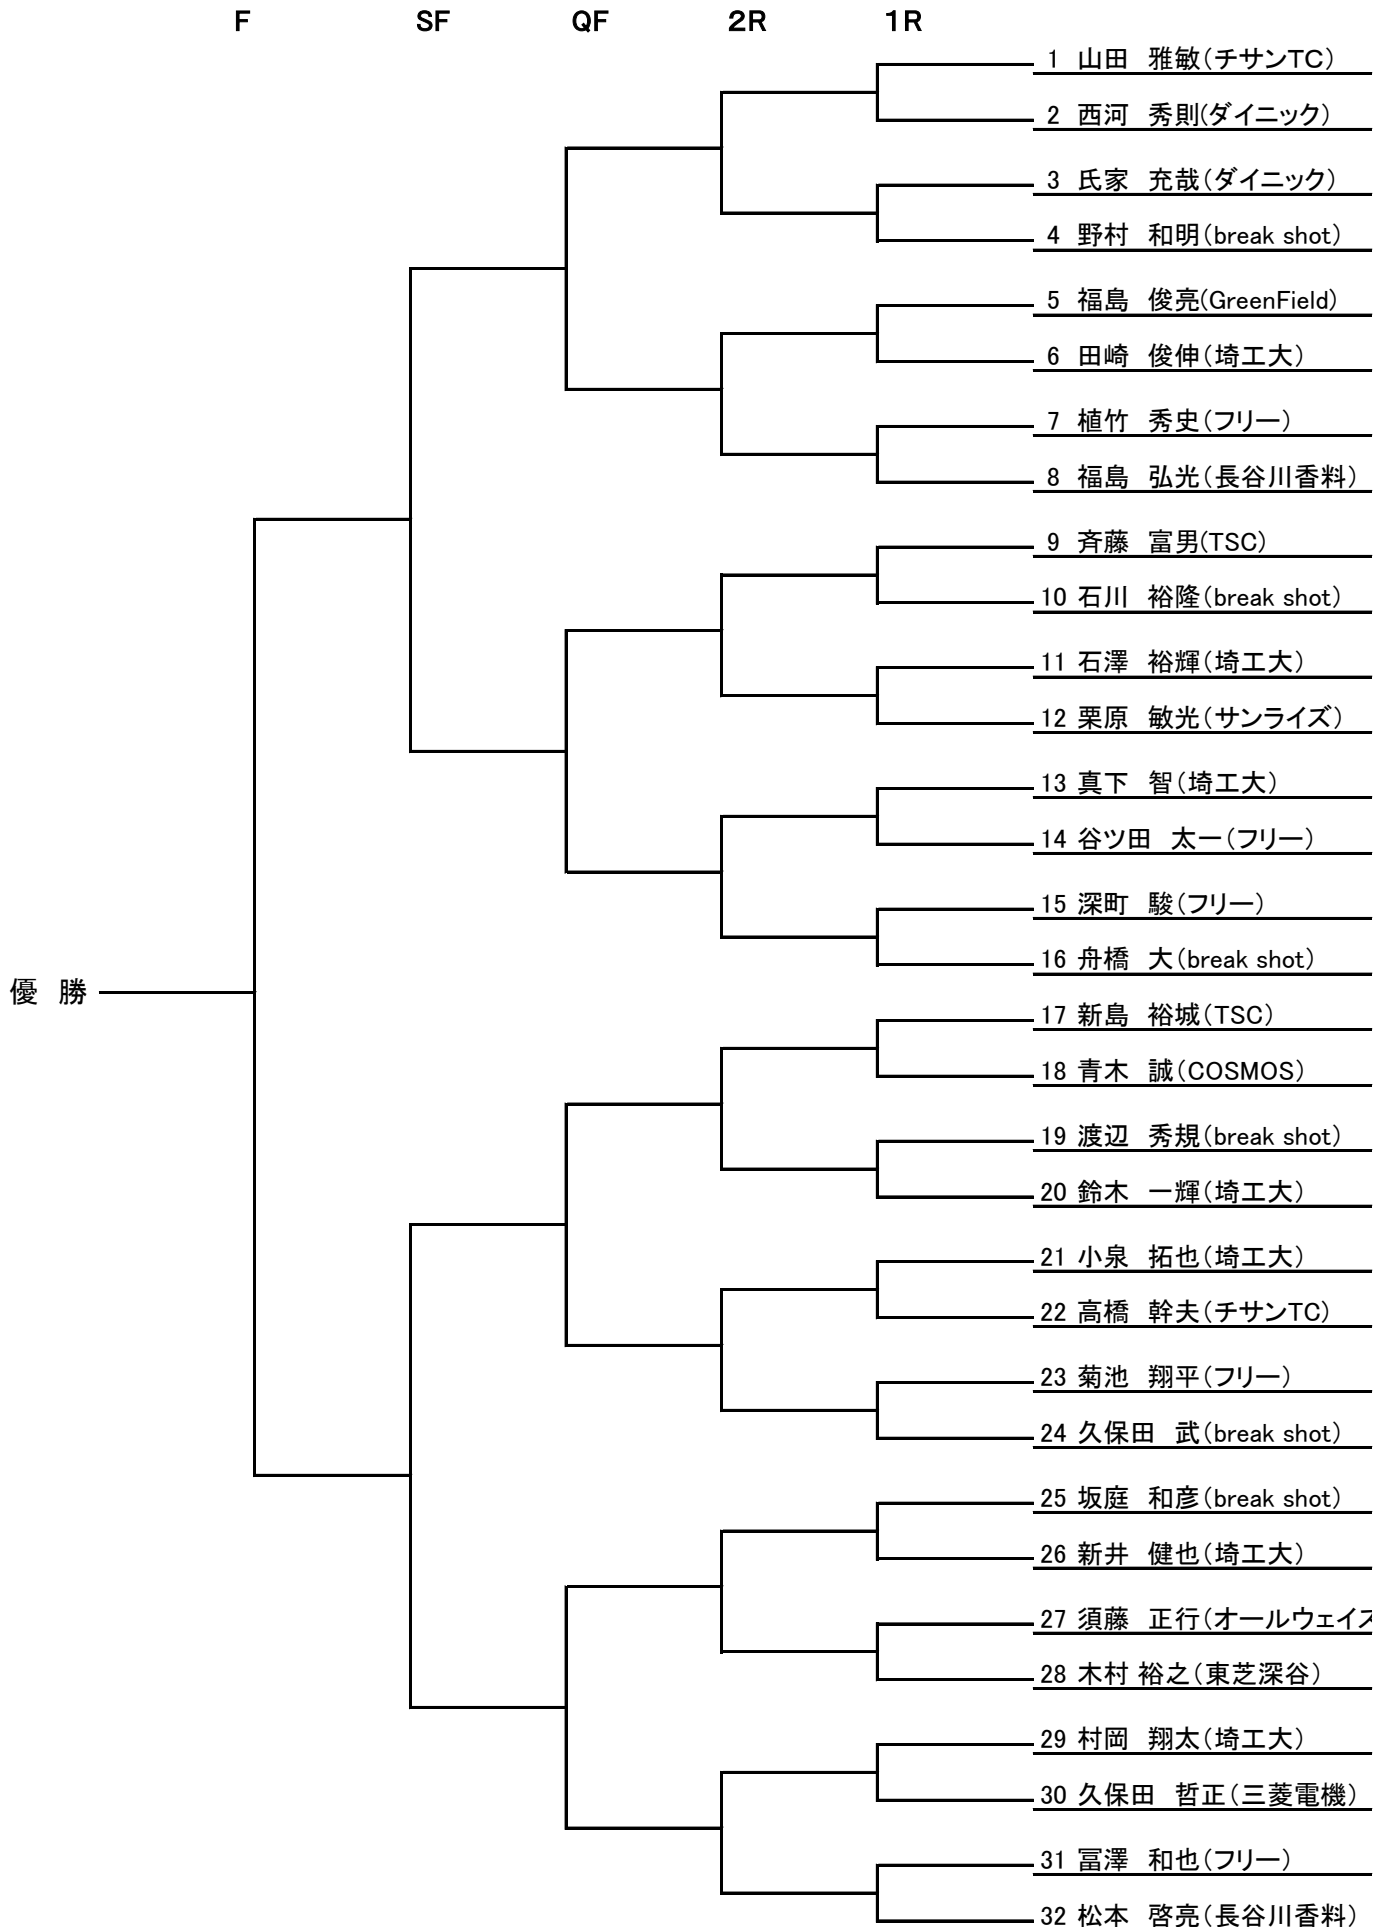 F SF QF 2R 1R
1 山田 雅敏(チサンTC)
2 西河 秀則(ダイニック)
3 氏家 充哉(ダイニック)
4 野村 和明(break shot)
5 福島 俊亮(GreenField)
6 田崎 俊伸(埼工大)
7 植竹 秀史(フリー)
8 福島 弘光(長谷川香料)
9 斉藤 富男(TSC)
10 石川 裕隆(break shot)
11 石澤 裕輝(埼工大)
12 栗原 敏光(サンライズ)
13 真下 智(埼工大)
14 谷ツ田 太一(フリー)
15 深町 駿(フリー)
16 舟橋 大(break shot)
優 勝
17 新島 裕城(TSC)
18 青木 誠(COSMOS)
19 渡辺 秀規(break shot)
20 鈴木 一輝(埼工大)
21 小泉 拓也(埼工大)
22 高橋 幹夫(チサンTC)
23 菊池 翔平(フリー)
24 久保田 武(break shot)
25 坂庭 和彦(break shot)
26 新井 健也(埼工大)
27 須藤 正行(オールウェイズ
28 木村 裕之(東芝深谷)
29 村岡 翔太(埼工大)
30 久保田 哲正(三菱電機)
31 冨澤 和也(フリー)
32 松本 啓亮(長谷川香料)